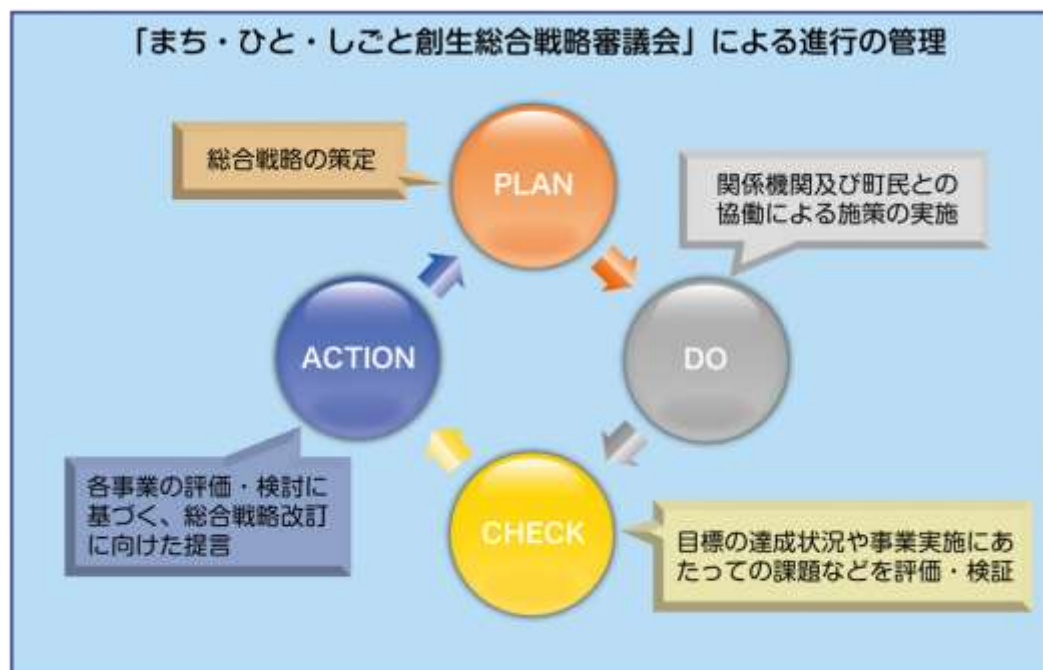 「まち・ひと・しごと創生総合戦略審議会」による進行の管理
総合戦略の策定
PLAN
関係機関及び町民との
協働による施策の実施
DO
CHECK
目標の達成状況や事業実施にあ
たっての課題などを評価・検証
ACTION
各事業の評価・検討に
基づく、総合戦略改訂
に向けた提言